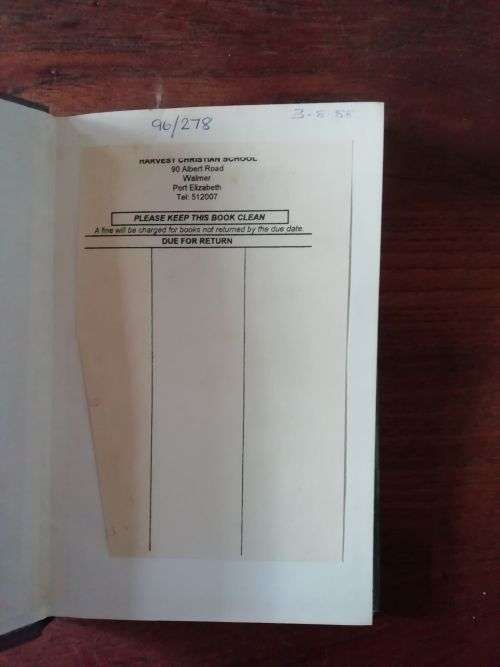 96/278
3-8-88
HARVEST CHRISTIAN SCHOOL
90 Albert Road
Walmer
Port Elizabeth
Tel: 512007
PLEASE KEEP THIS BOOK CLEAN
A fine will be charged for books not returned by the due date.
DUE FOR RETURN